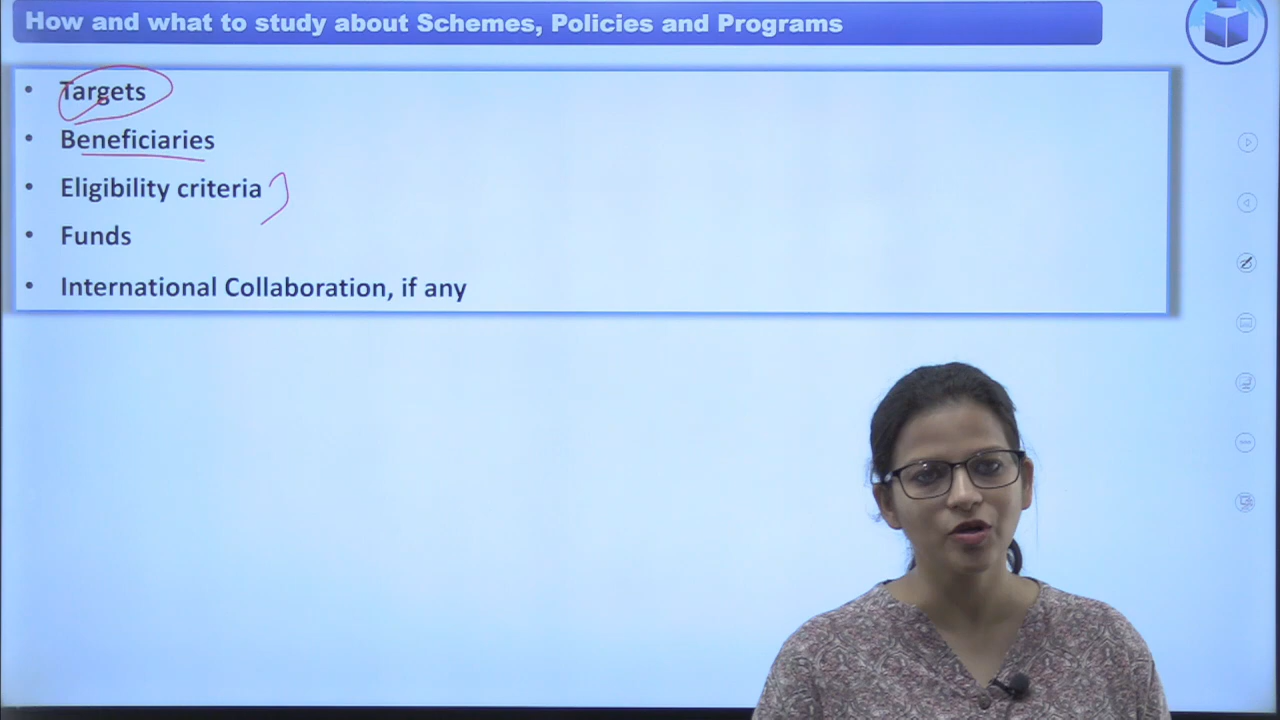 How and what to study about Schemes, Policies and Programs
• Targets
• Beneficiaries
• Eligibility criteria
• Funds
• International Collaboration, if any